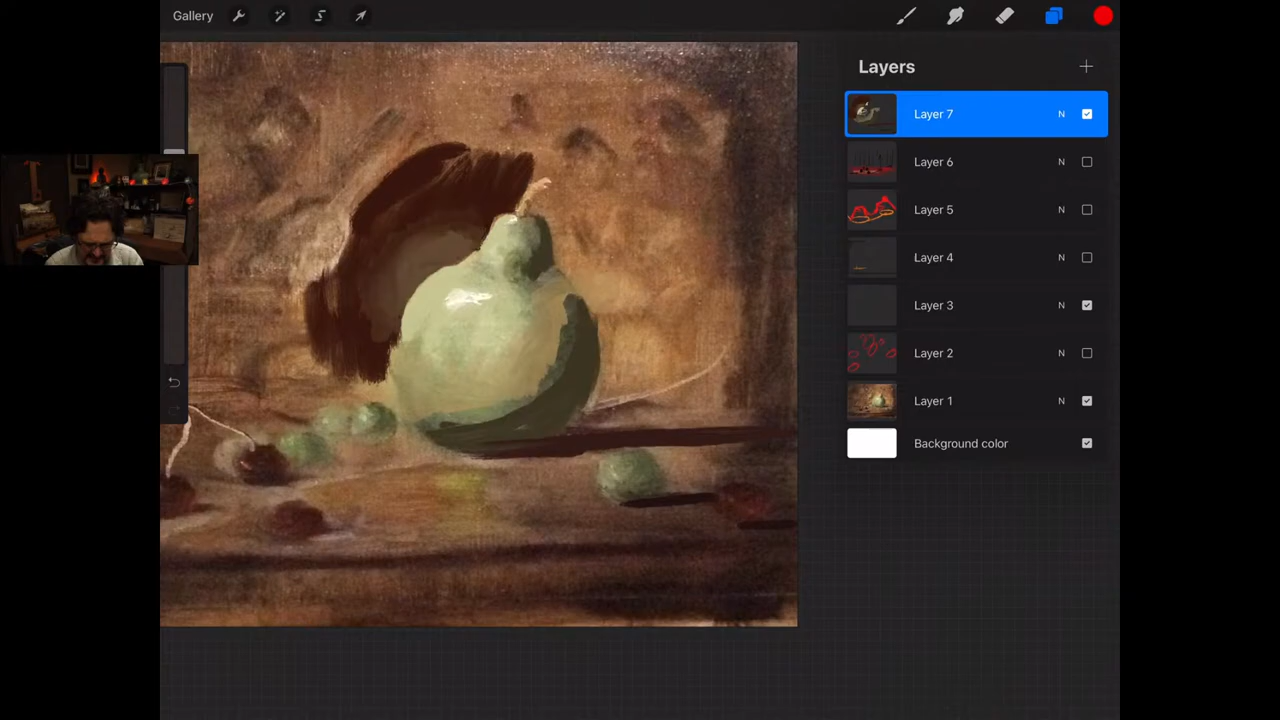 Gallery
Layers
Layer 7 N
Layer 6 N
Layer 5 N
Layer 4 N
Layer 3 N
Layer 2 N
Layer 1 N
Background color